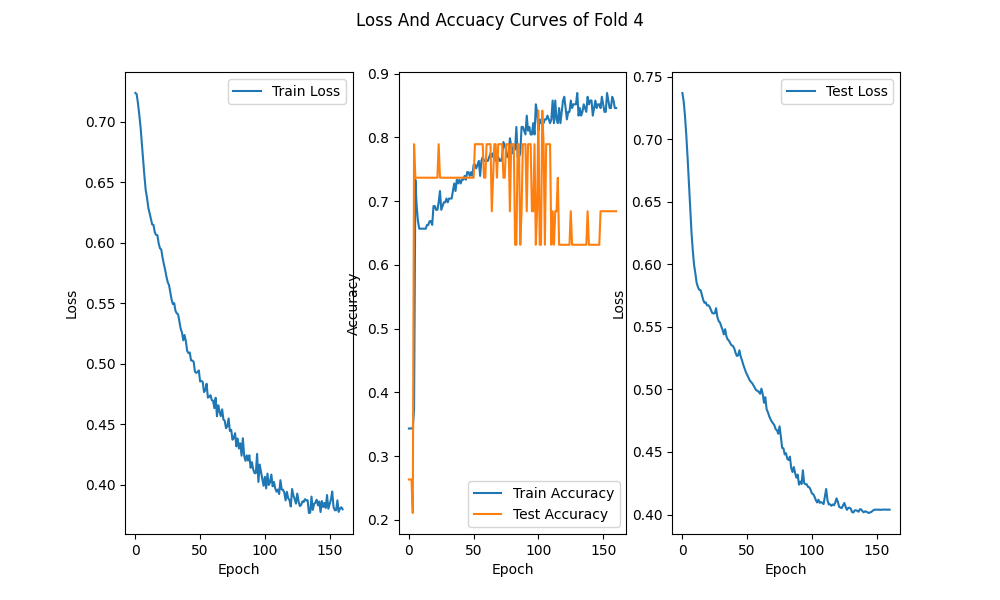 Loss And Accuacy Curves of Fold 4
Train Loss
0.70
0.65
0.60
0.55
0.50
0.45
0.40
Loss
0 50 100 150
Epoch
0.9
0.8
0.7
0.6
0.5
0.4
0.3
0.2
Accuracy
Train Accuracy
Test Accuracy
0 50 100 150
Epoch
Test Loss
0.75
0.70
0.65
0.60
0.55
0.50
0.45
0.40
Loss
0 50 100 150
Epoch